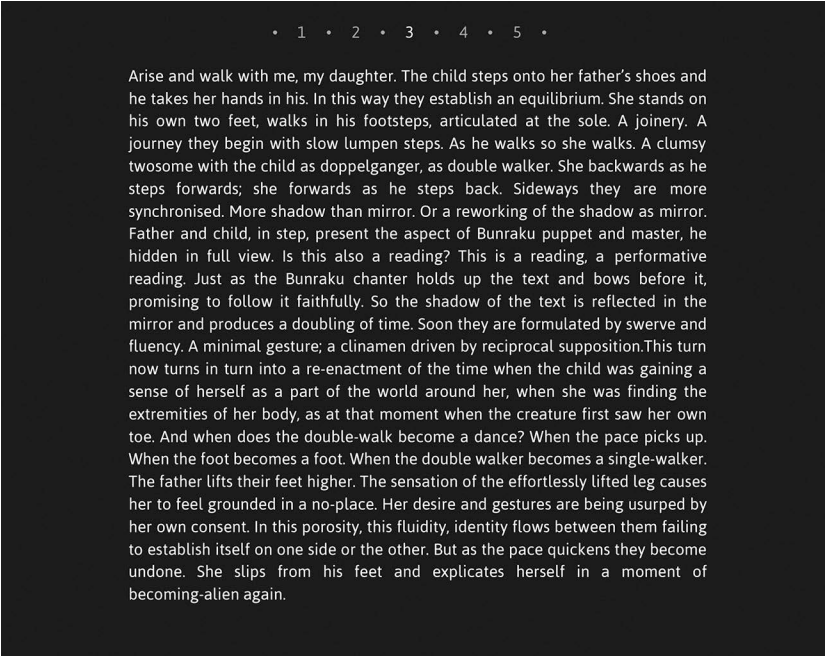 • 1 • 2 • 3 • 4 • 5 •
Arise and walk with me, my daughter. The child steps onto her father’s shoes and
he takes her hands in his. In this way they establish an equilibrium. She stands on
his own two feet, walks in his footsteps, articulated at the sole. A joinery. A
journey they begin with slow lumpen steps. As he walks so she walks. A clumsy
twosome with the child as doppelganger, as double walker. She backwards as he
steps forwards; she forwards as he steps back. Sideways they are more
synchronised. More shadow than mirror. Or a reworking of the shadow as mirror.
Father and child, in step, present the aspect of Bunraku puppet and master, he
hidden in full view. Is this also a reading? This is a reading, a performative
reading. Just as the Bunraku chanter holds up the text and bows before it,
promising to follow it faithfully. So the shadow of the text is reflected in the
mirror and produces a doubling of time. Soon they are formulated by swerve and
fluency. A minimal gesture; a clinamen driven by reciprocal supposition.This turn
now turns in turn into a re-enactment of the time when the child was gaining a
sense of herself as a part of the world around her, when she was finding the
extremities of her body, as at that moment when the creature first saw her own
toe. And when does the double-walk become a dance? When the pace picks up.
When the foot becomes a foot. When the double walker becomes a single-walker.
The father lifts their feet higher. The sensation of the effortlessly lifted leg causes
her to feel grounded in a no-place. Her desire and gestures are being usurped by
her own consent. In this porosity, this fluidity, identity flows between them failing
to establish itself on one side or the other. But as the pace quickens they become
undone. She slips from his feet and explicates herself in a moment of
becoming-alien again.